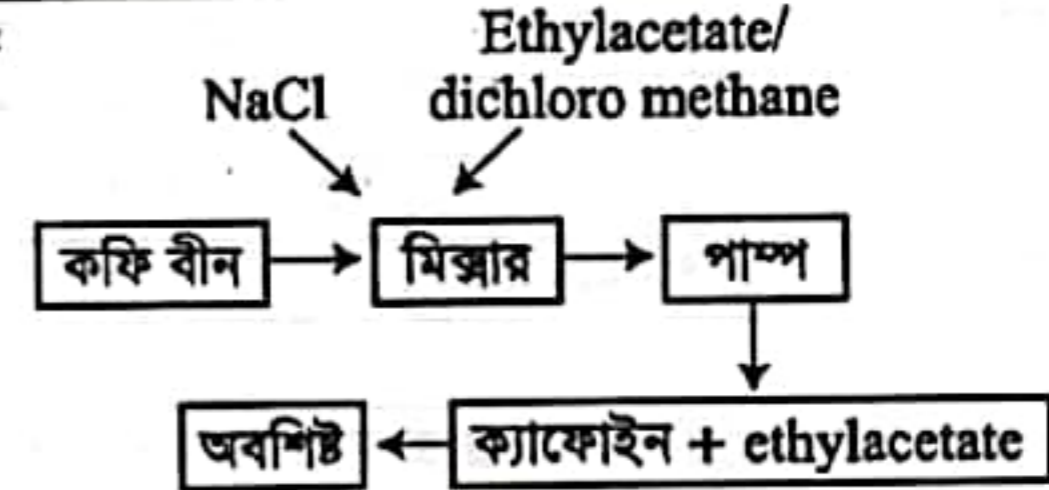 Ethylacetate/
NaCl dichloro methane
কফি বীন মিক্সার পাম্প
অবশিষ্ট ক্যাফোইন + ethylacetate